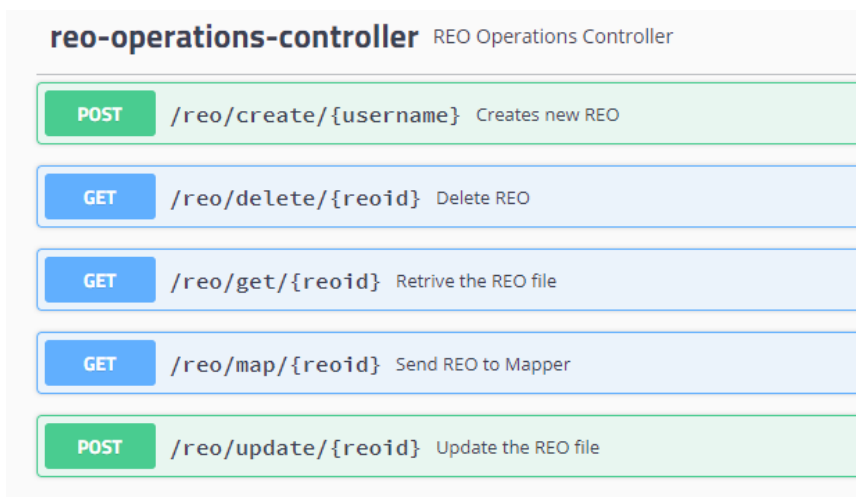 reo-operations-controller REO Operations Controller
POST /reo/create/{username} Creates new REO
GET /reo/delete/{reoid} Delete REO
GET /reo/get/{reoid} Retrive the REO file
GET /reo/map/{reoid} Send REO to Mapper
POST /reo/update/{reoid} Update the REO file